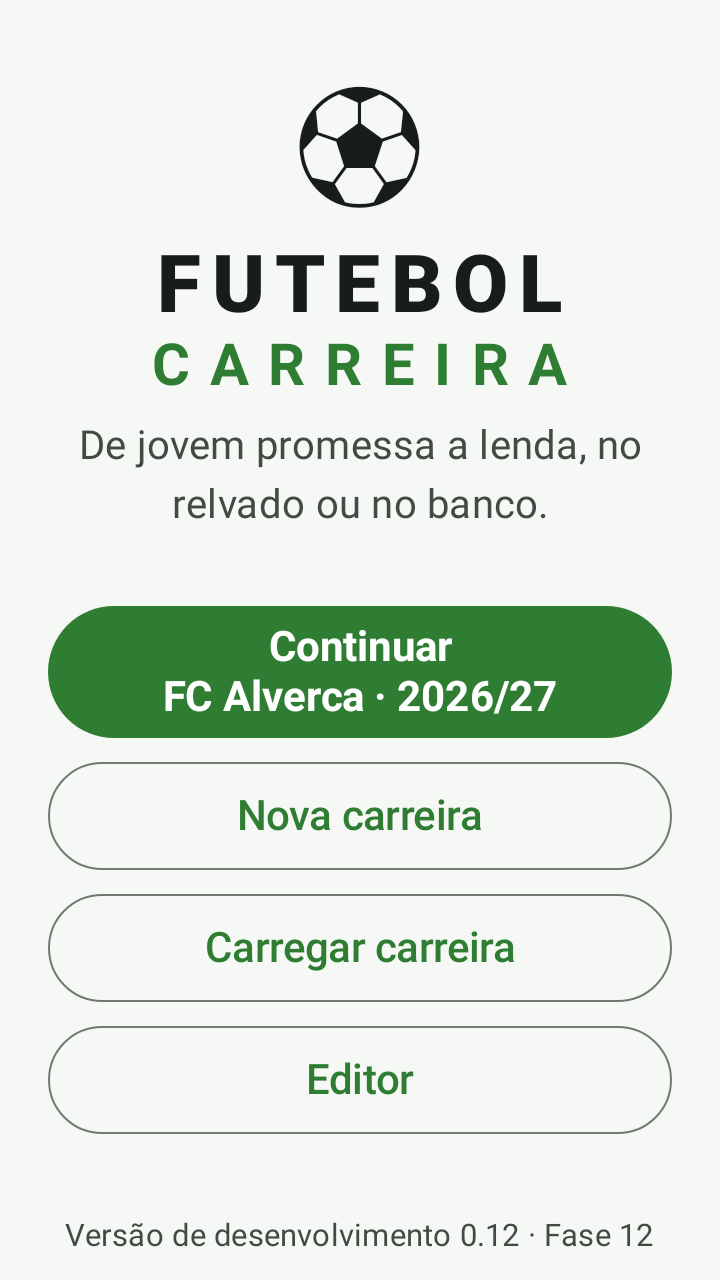 FUTEBOL
CARREIRA
De jovem promessa a lenda, no
relvado ou no banco.
Continuar
FC Alverca · 2026/27
Nova carreira
Carregar carreira
Editor
Versão de desenvolvimento 0.12 · Fase 12